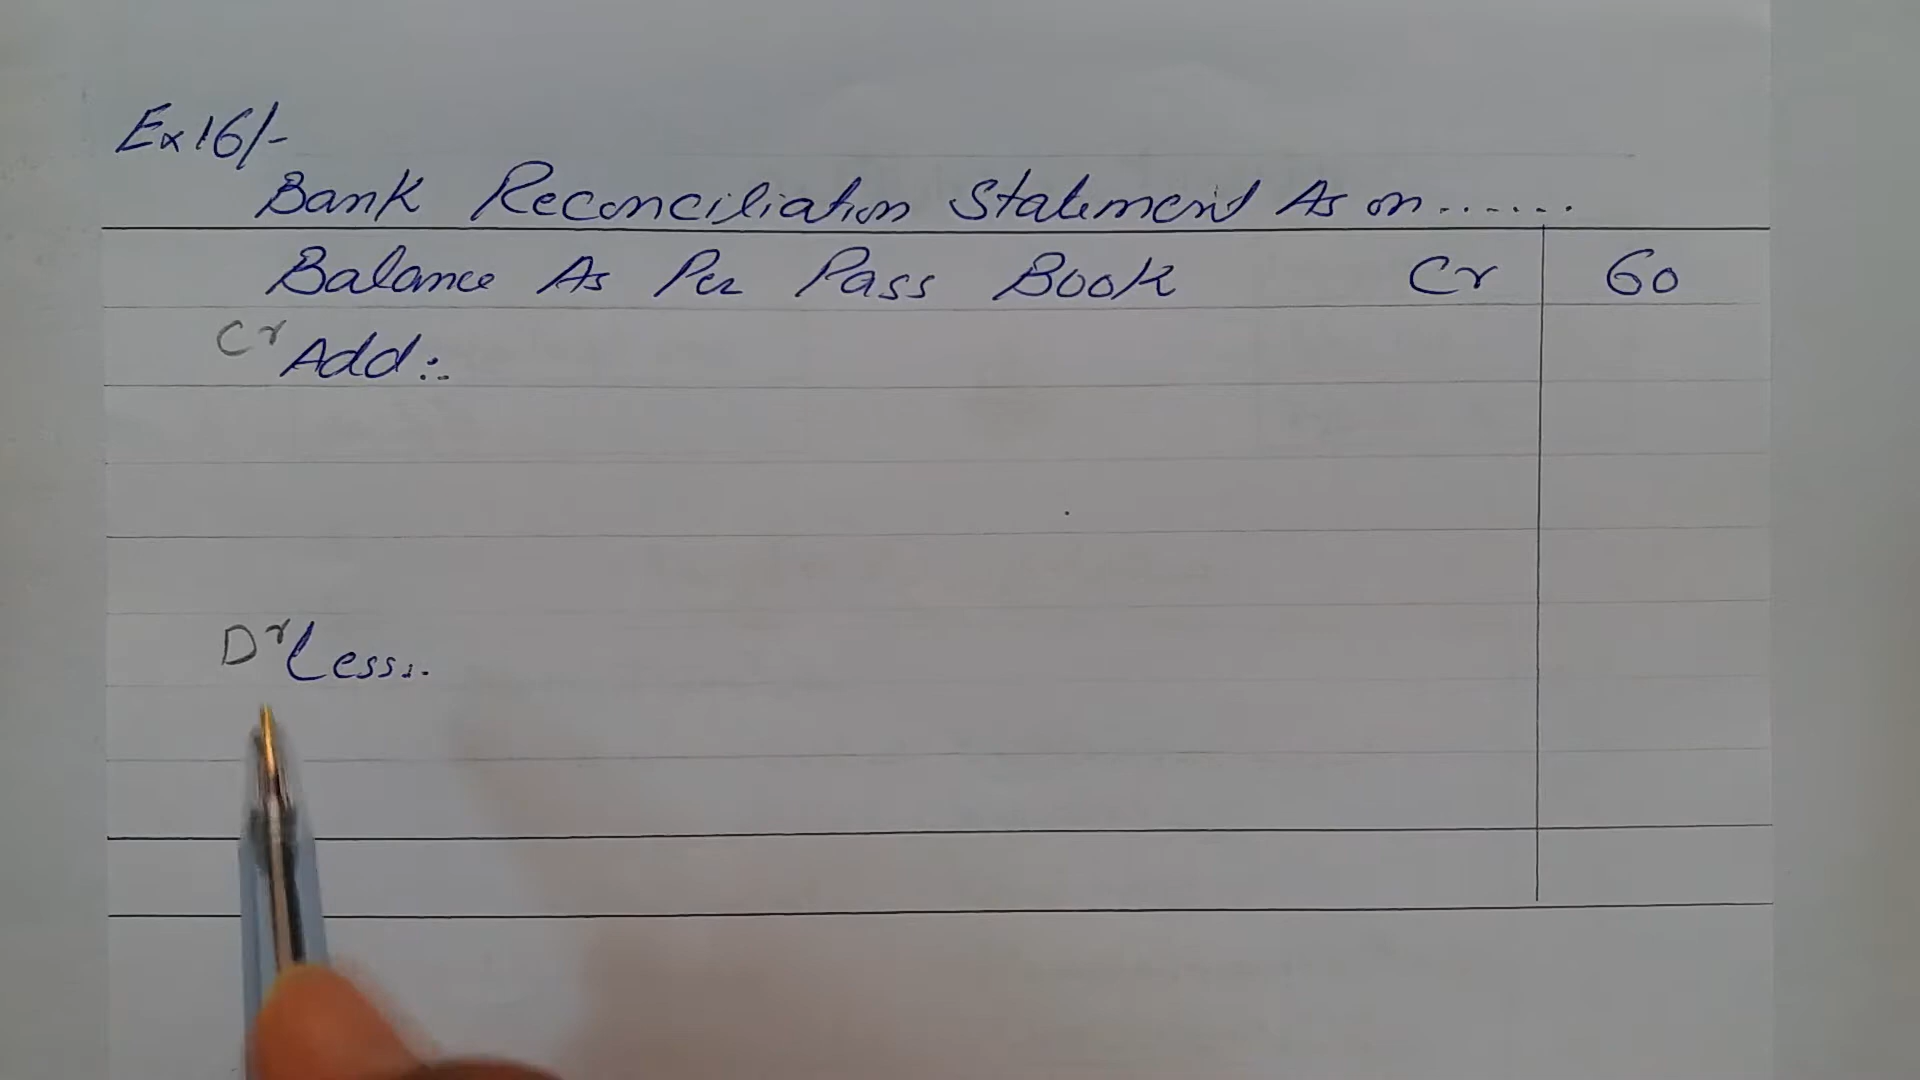 Ex 16/-
Bank Reconciliation Statement As on.......
Balance As Per Pass Book Cr 60
Cr Add:-
Dr Less:-